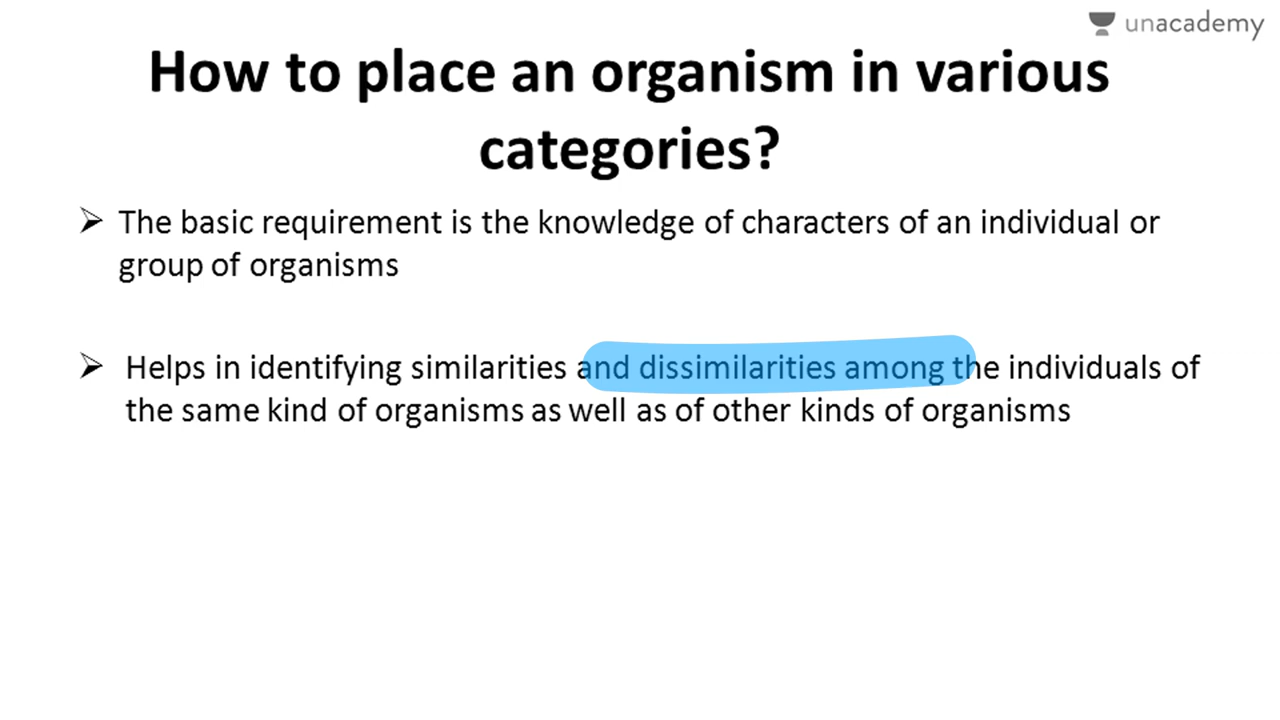 unacademy
How to place an organism in various
categories?
➢ The basic requirement is the knowledge of characters of an individual or
group of organisms
➢ Helps in identifying similarities and dissimilarities among the individuals of
the same kind of organisms as well as of other kinds of organisms